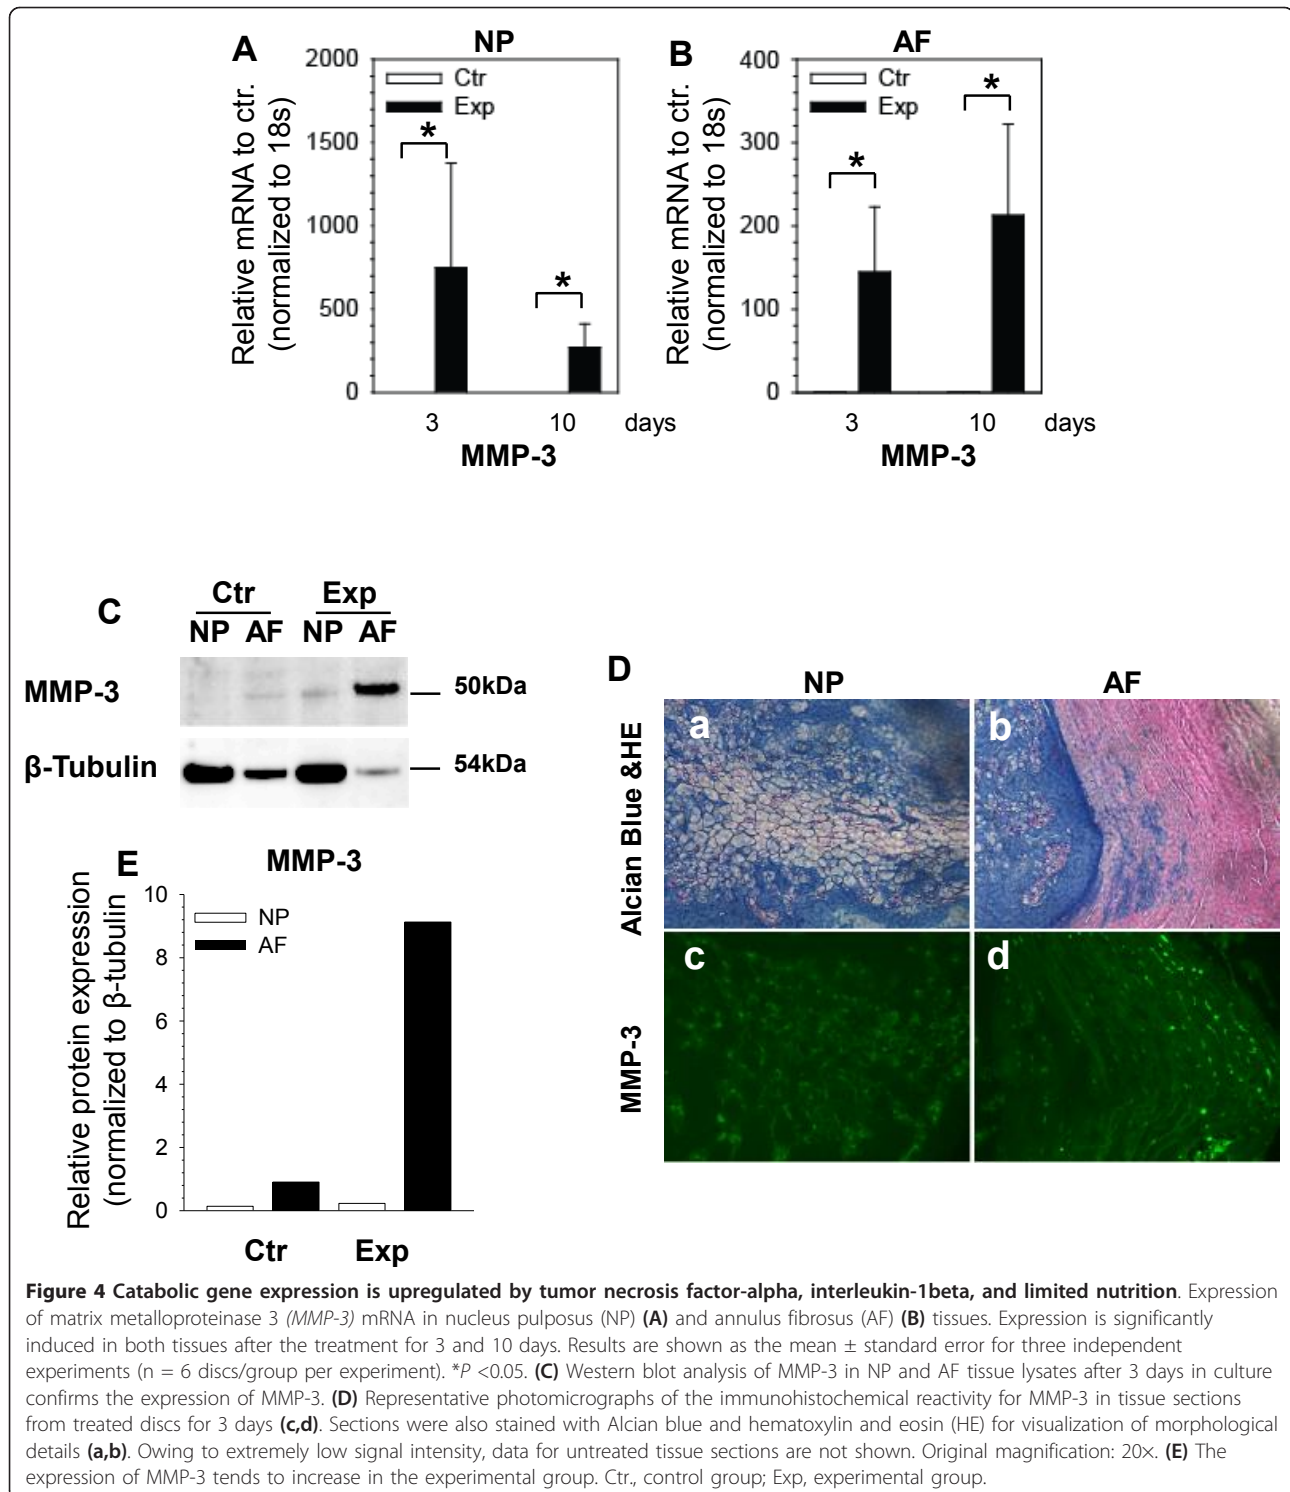 A
NP
2000
1500
1000
500
0
Relative mRNA to ctr.
(normalized to 18s)
Ctr
Exp
*
*
3 10 days
MMP-3
B
AF
400
300
200
100
0
Relative mRNA to ctr.
(normalized to 18s)
Ctr
Exp
*
*
3 10 days
MMP-3
C
Ctr Exp
NP AF NP AF
MMP-3 50kDa
β-Tubulin 54kDa
D
NP AF
Alcian Blue &HE
a b
MMP-3
c d
E
MMP-3
Relative protein expression
(normalized to β-tubulin
10
8
6
4
2
0
NP
AF
Ctr Exp
Figure 4 Catabolic gene expression is upregulated by tumor necrosis factor-alpha, interleukin-1beta, and limited nutrition. Expression
of matrix metalloproteinase 3 (MMP-3) mRNA in nucleus pulposus (NP) (A) and annulus fibrosus (AF) (B) tissues. Expression is significantly
induced in both tissues after the treatment for 3 and 10 days. Results are shown as the mean ± standard error for three independent
experiments (n = 6 discs/group per experiment). *P <0.05. (C) Western blot analysis of MMP-3 in NP and AF tissue lysates after 3 days in culture
confirms the expression of MMP-3. (D) Representative photomicrographs of the immunohistochemical reactivity for MMP-3 in tissue sections
from treated discs for 3 days (c,d). Sections were also stained with Alcian blue and hematoxylin and eosin (HE) for visualization of morphological
details (a,b). Owing to extremely low signal intensity, data for untreated tissue sections are not shown. Original magnification: 20×. (E) The
expression of MMP-3 tends to increase in the experimental group. Ctr., control group; Exp, experimental group.